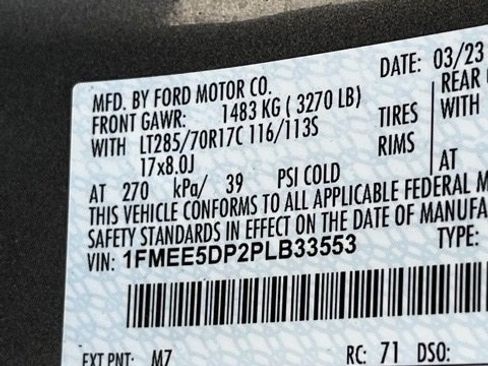 MFD. BY FORD MOTOR CO. DATE: 03/23
FRONT GAWR: 1483 KG ( 3270 LB) REAR
WITH LT285/70R17C 116/113S TIRES WITH
17x8.0J RIMS
AT 270 kPa/ 39 PSI COLD AT
THIS VEHICLE CONFORMS TO ALL APPLICABLE FEDERAL M
SAFETY STANDARDS IN EFFECT ON THE DATE OF MANUFA
VIN: 1FMEE5DP2PLB33553 TYPE:
EXT PNT: M7 RC: 71 DSO: